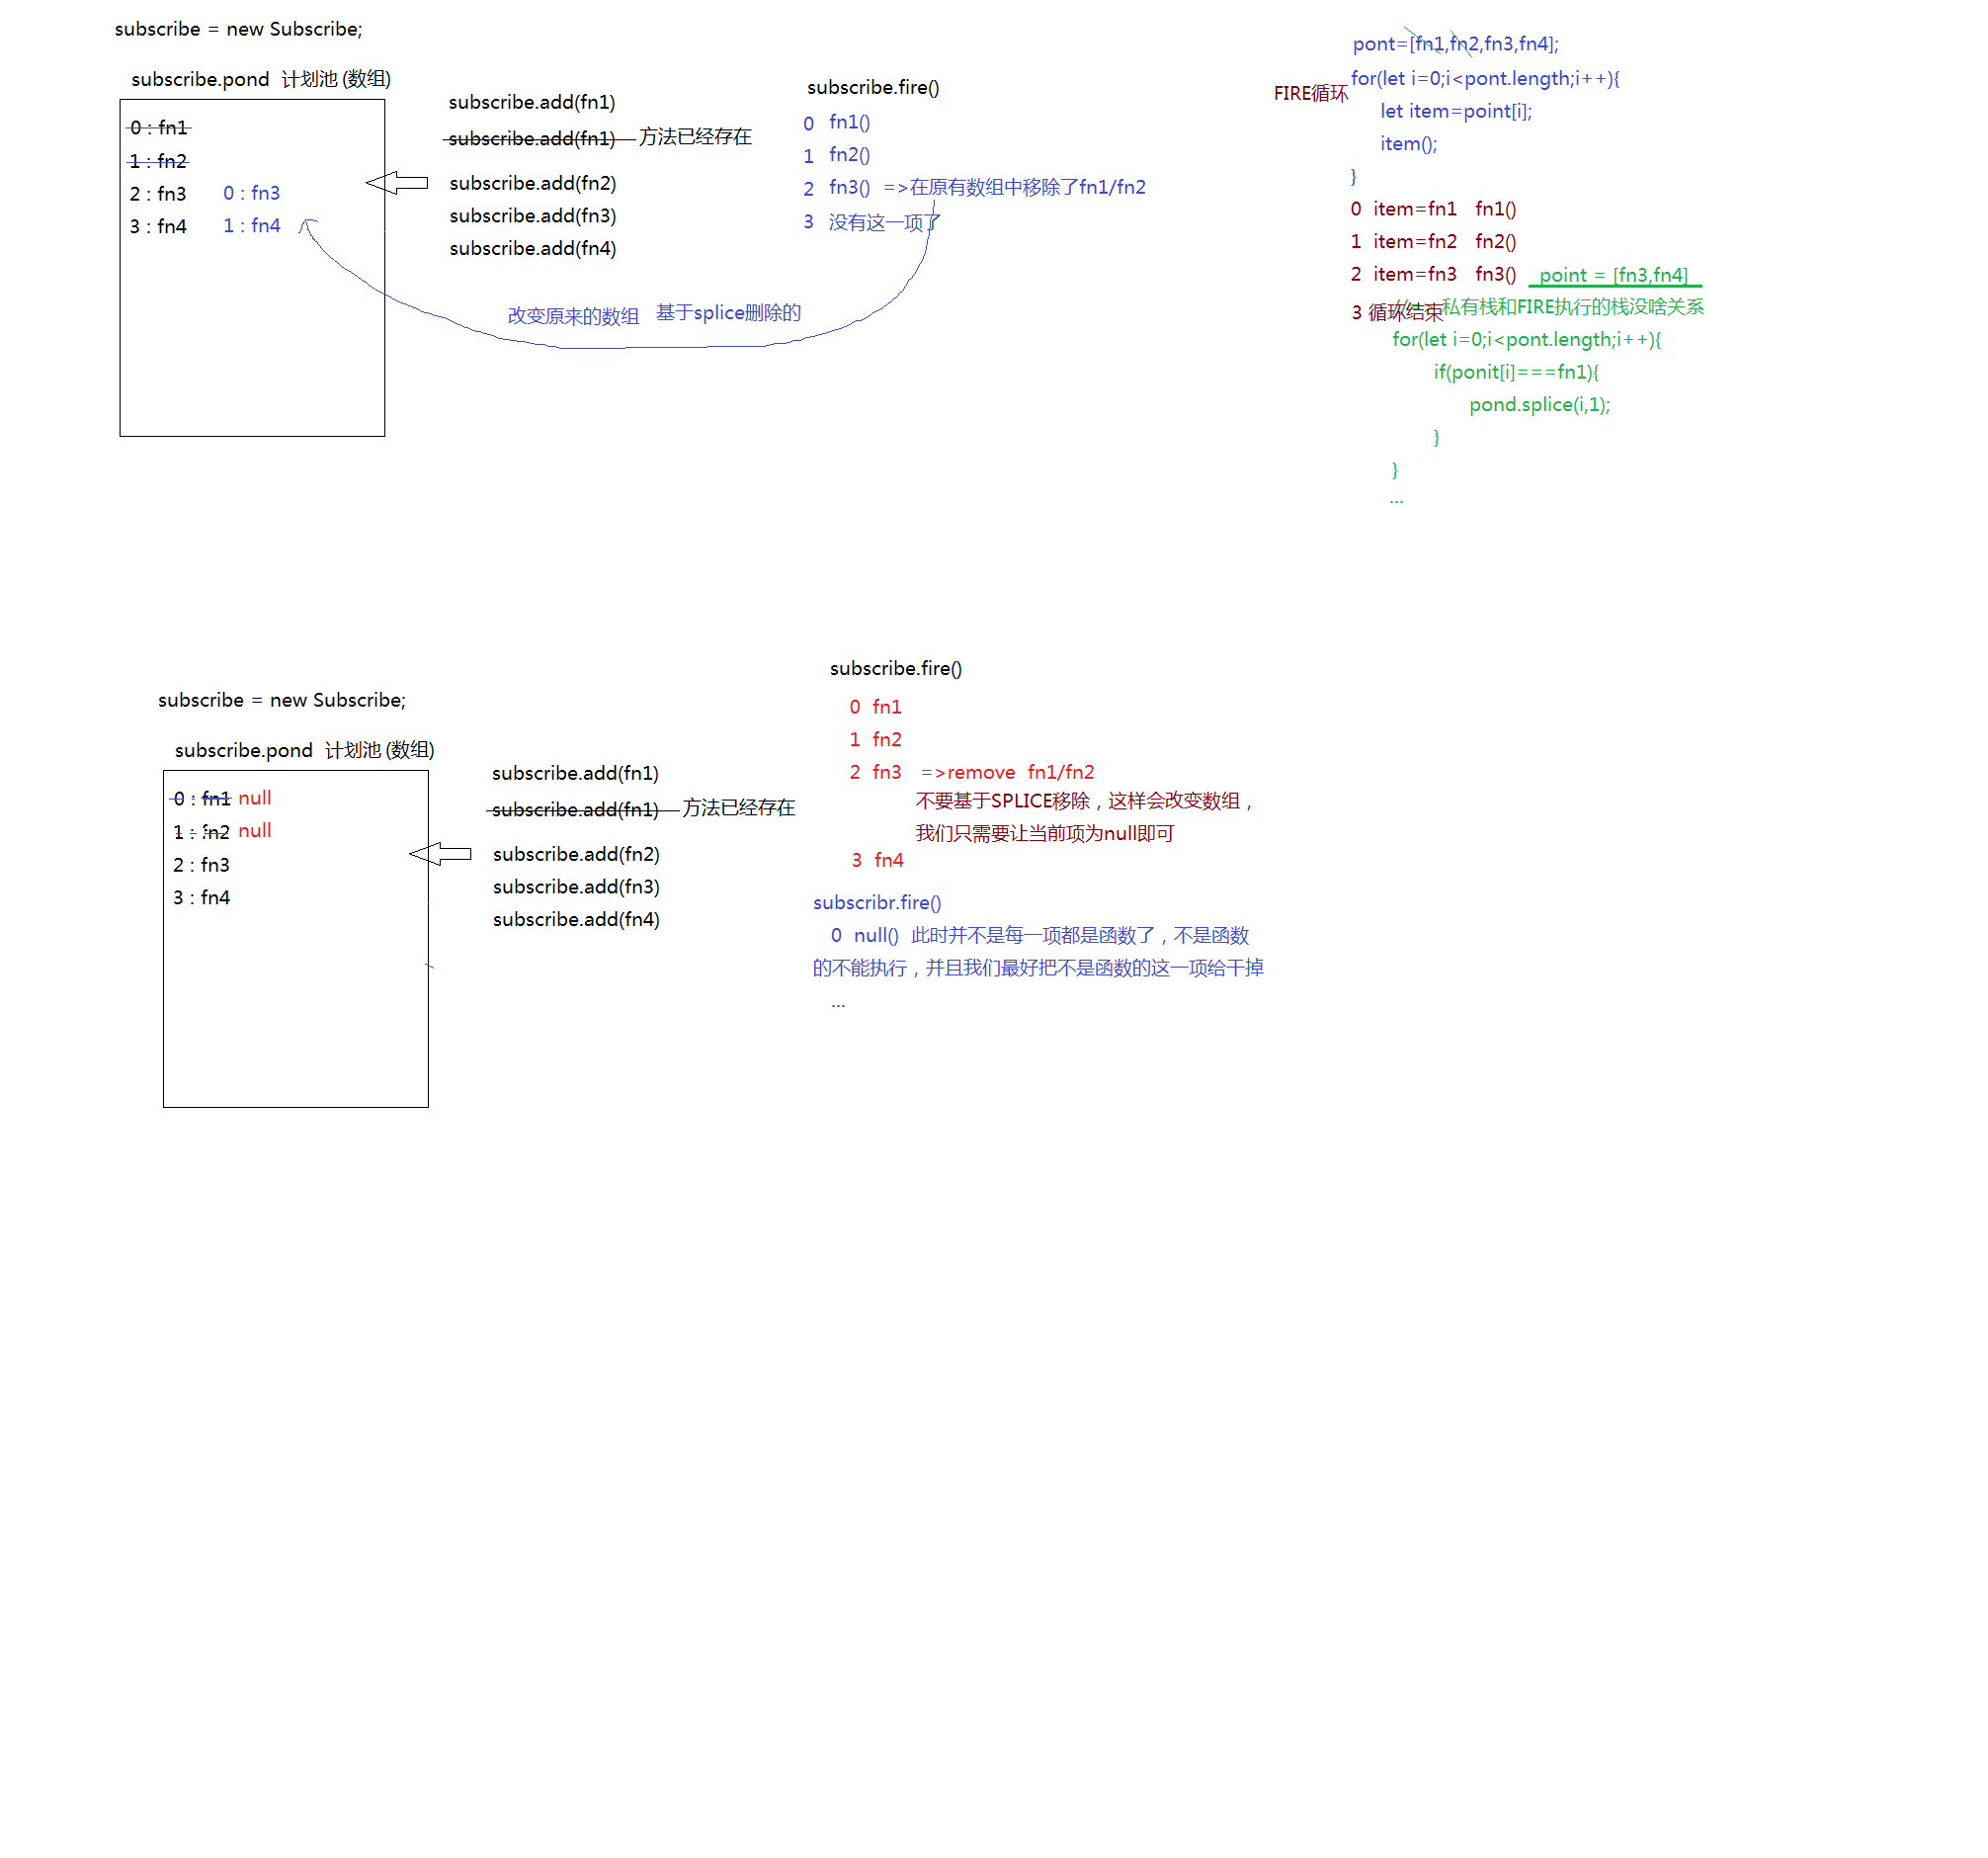 subscribe = new Subscribe;
subscribe.pond 计划池 (数组)
0 : fn1
1 : fn2
2 : fn3 0 : fn3
3 : fn4 1 : fn4
subscribe.add(fn1)
subscribe.add(fn1) 方法已经存在
subscribe.add(fn2)
subscribe.add(fn3)
subscribe.add(fn4)
改变原来的数组 基于splice删除的
subscribe.fire()
0 fn1()
1 fn2()
2 fn3() =>在原有数组中移除了fn1/fn2
3 没有这一项了
pont=[fn1,fn2,fn3,fn4];
FIRE循环 for(let i=0;i<pont.length;i++){
let item=point[i];
item();
}
0 item=fn1 fn1()
1 item=fn2 fn2()
2 item=fn3 fn3() point = [fn3,fn4]
3 循环结束 私有栈和FIRE执行的栈没啥关系
for(let i=0;i<pont.length;i++){
if(ponit[i]===fn1){
pond.splice(i,1);
}
}
...
subscribe = new Subscribe;
subscribe.pond 计划池 (数组)
0 : fn1 null
1 : fn2 null
2 : fn3
3 : fn4
subscribe.add(fn1)
subscribe.add(fn1) 方法已经存在
subscribe.add(fn2)
subscribe.add(fn3)
subscribe.add(fn4)
subscribe.fire()
0 fn1
1 fn2
2 fn3 =>remove fn1/fn2
不要基于SPLICE移除，这样会改变数组，
我们只需要让当前项为null即可
3 fn4
subscribr.fire()
0 null() 此时并不是每一项都是函数了，不是函数
的不能执行，并且我们最好把不是函数的这一项给干掉
...